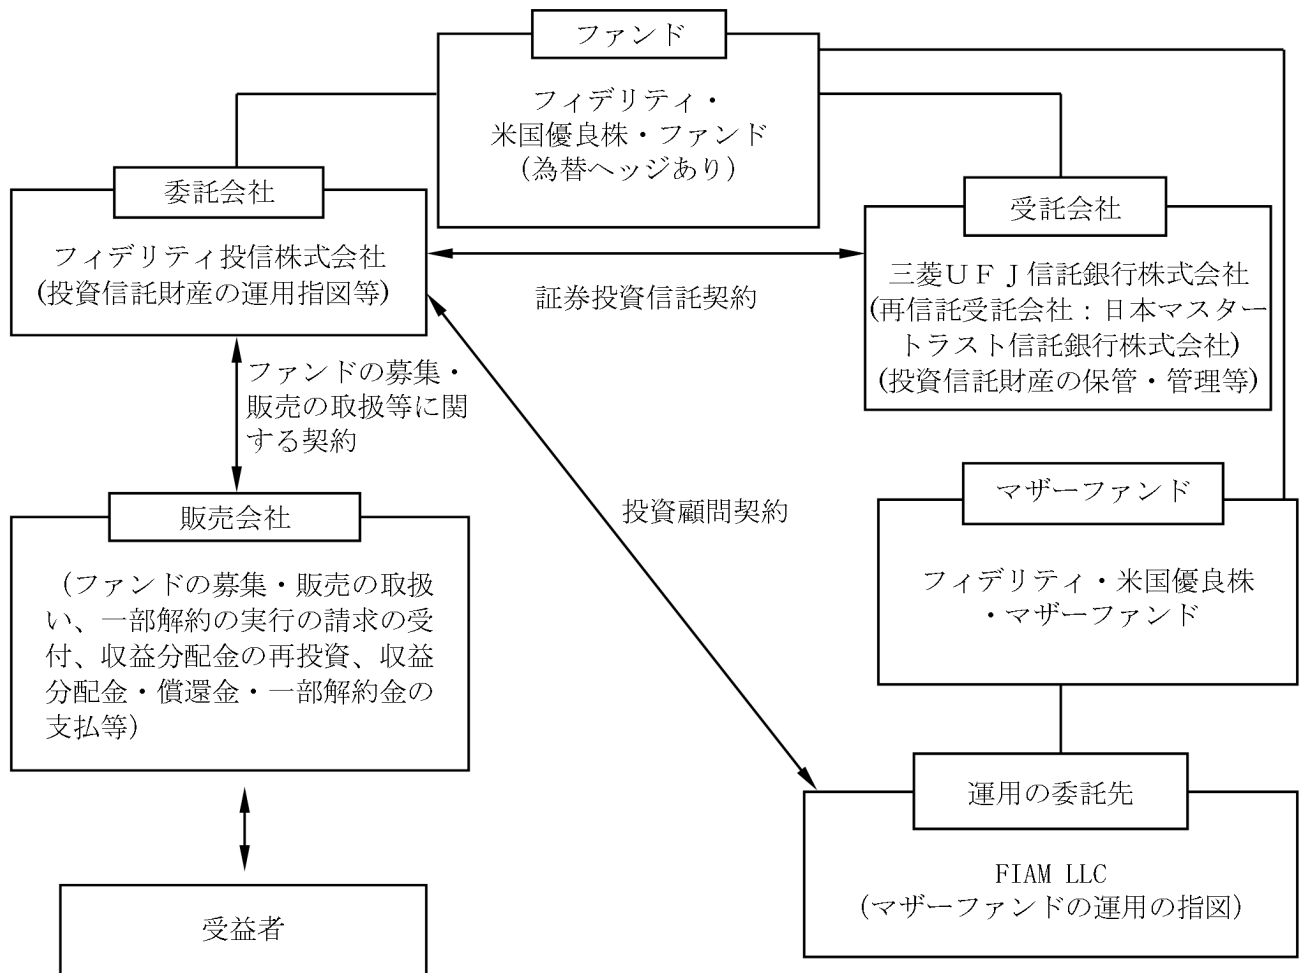 ファンド
フィデリティ・
米国優良株・ファンド
(為替ヘッジあり)
委託会社
フィデリティ投信株式会社
(投資信託財産の運用指図等)
受託会社
三菱UFJ信託銀行株式会社
(再信託受託会社:日本マスター
トラスト信託銀行株式会社)
(投資信託財産の保管・管理等)
証券投資信託契約
ファンドの募集・
販売の取扱等に関
する契約
投資顧問契約
販売会社
(ファンドの募集・販売の取扱
い、一部解約の実行の請求の受
付、収益分配金の再投資、収益
分配金・償還金・一部解約金の
支払等)
マザーファンド
フィデリティ・米国優良株
・マザーファンド
運用の委託先
FIAM LLC
(マザーファンドの運用の指図)
受益者